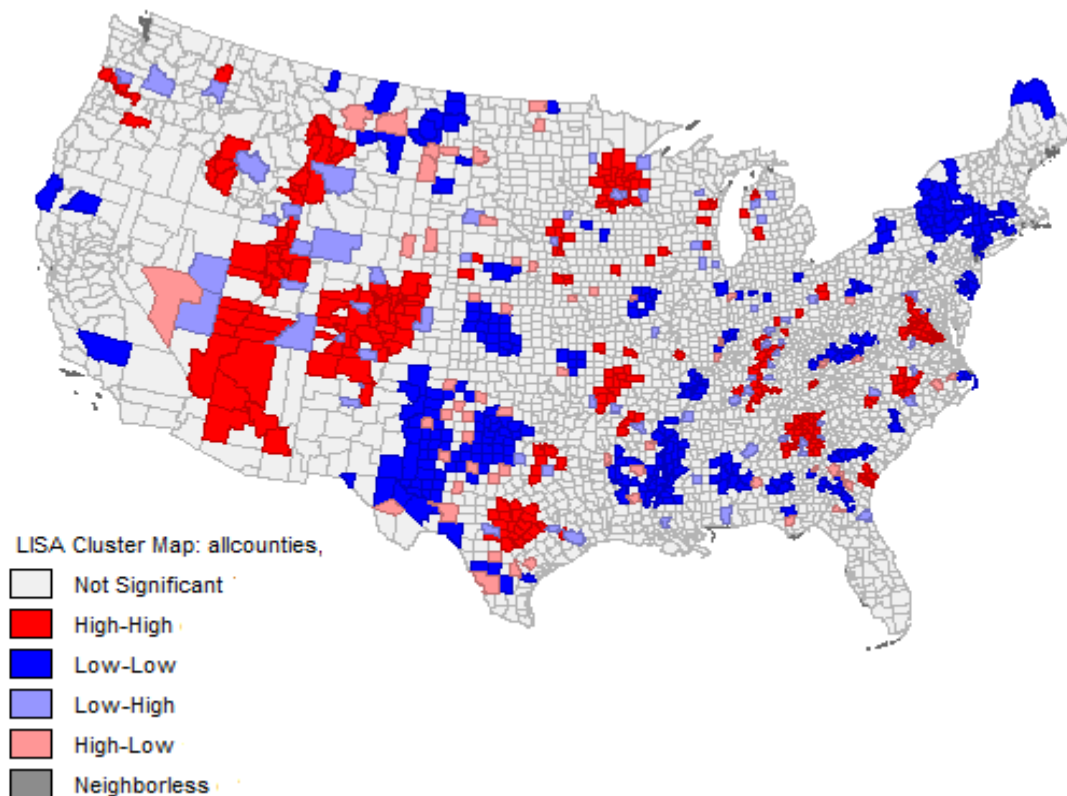 LISA Cluster Map: allcounties,
Not Significant
High-High
Low-Low
Low-High
High-Low
Neighborless